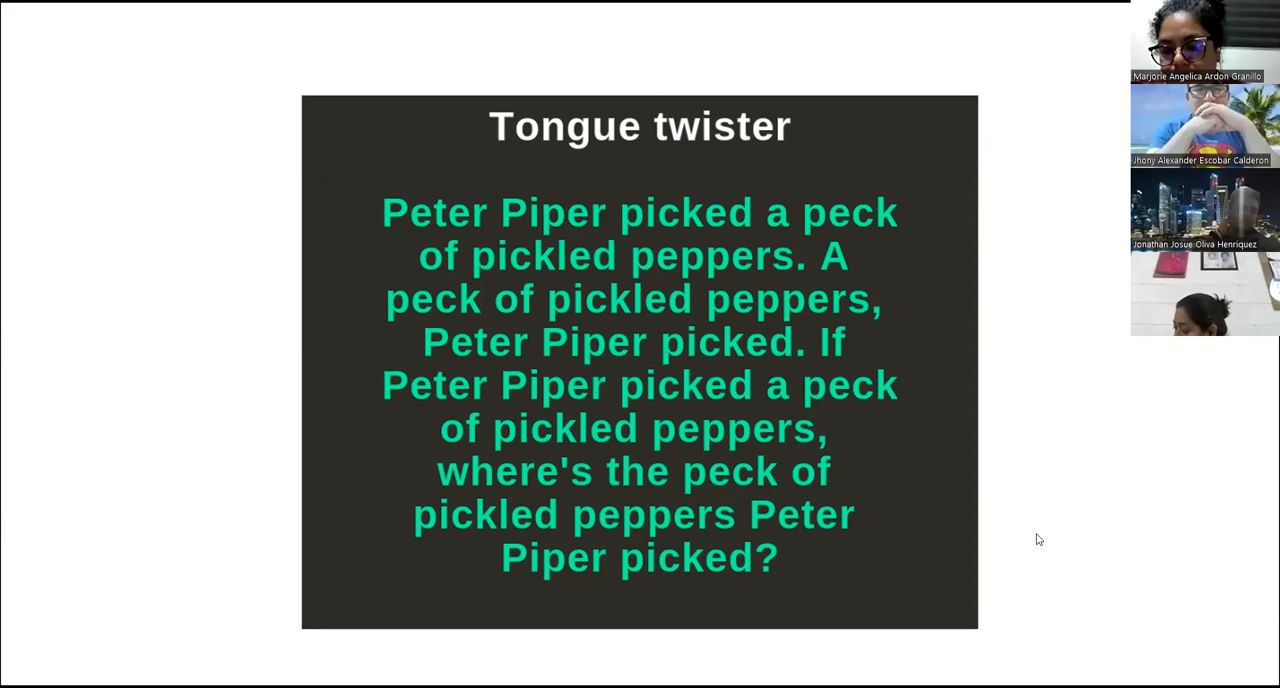 Tongue twister
Peter Piper picked a peck
of pickled peppers. A
peck of pickled peppers,
Peter Piper picked. If
Peter Piper picked a peck
of pickled peppers,
where's the peck of
pickled peppers Peter
Piper picked?
Marjorie Angelica Ardon Granillo
Jhony Alexander Escobar Calderon
Jonathan Josue Oliva Henriquez